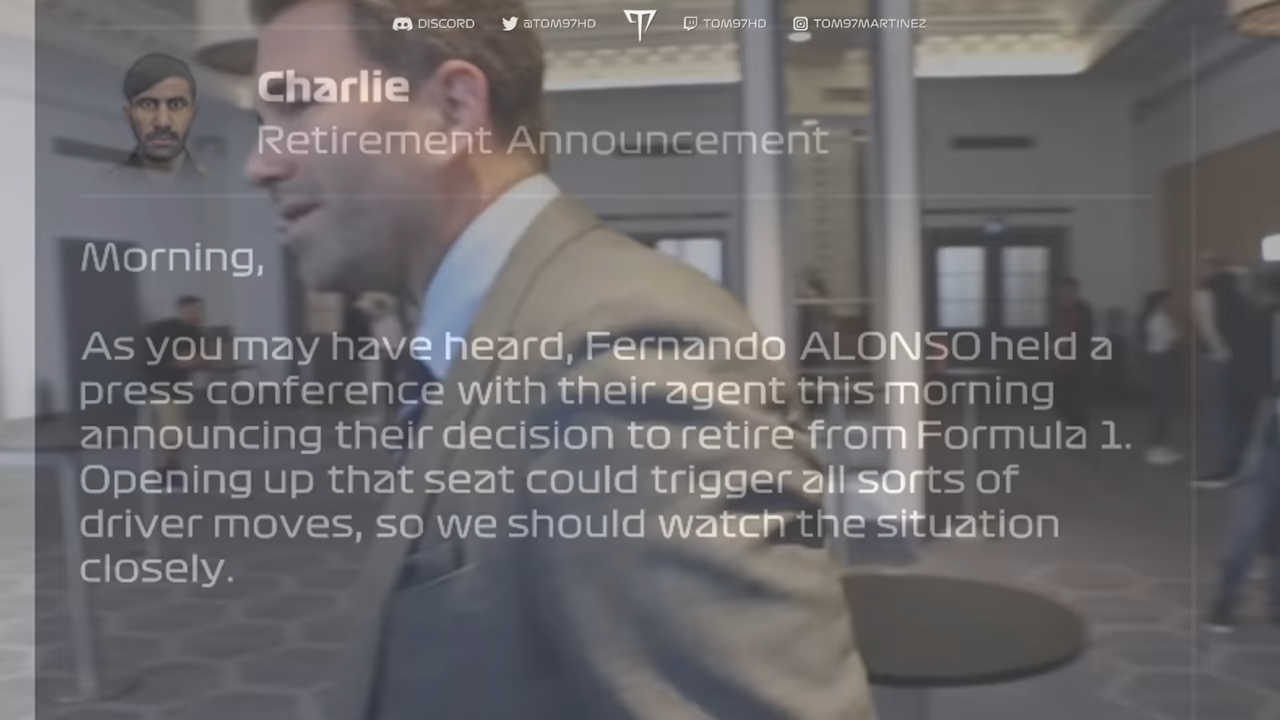 DISCORD @TOM97HD TOM97HD TOM97MARTINEZ
Charlie
Retirement Announcement
Morning,
As you may have heard, Fernando ALONSO held a
press conference with their agent this morning
announcing their decision to retire from Formula 1.
Opening up that seat could trigger all sorts of
driver moves, so we should watch the situation
closely.